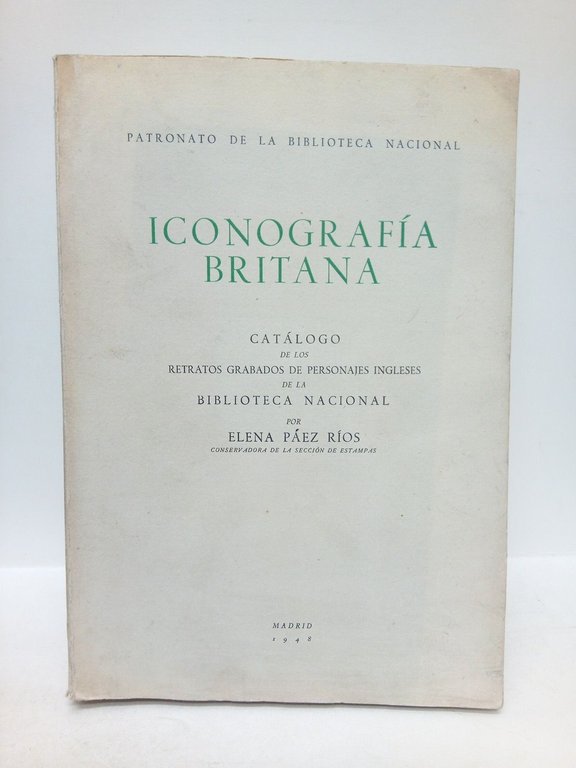 PATRONATO DE LA BIBLIOTECA NACIONAL
ICONOGRAFÍA
BRITANA
CATÁLOGO
DE LOS
RETRATOS GRABADOS DE PERSONAJES INGLESES
DE LA
BIBLIOTECA NACIONAL
POR
ELENA PÁEZ RÍOS
CONSERVADORA DE LA SECCIÓN DE ESTAMPAS
MADRID
1948